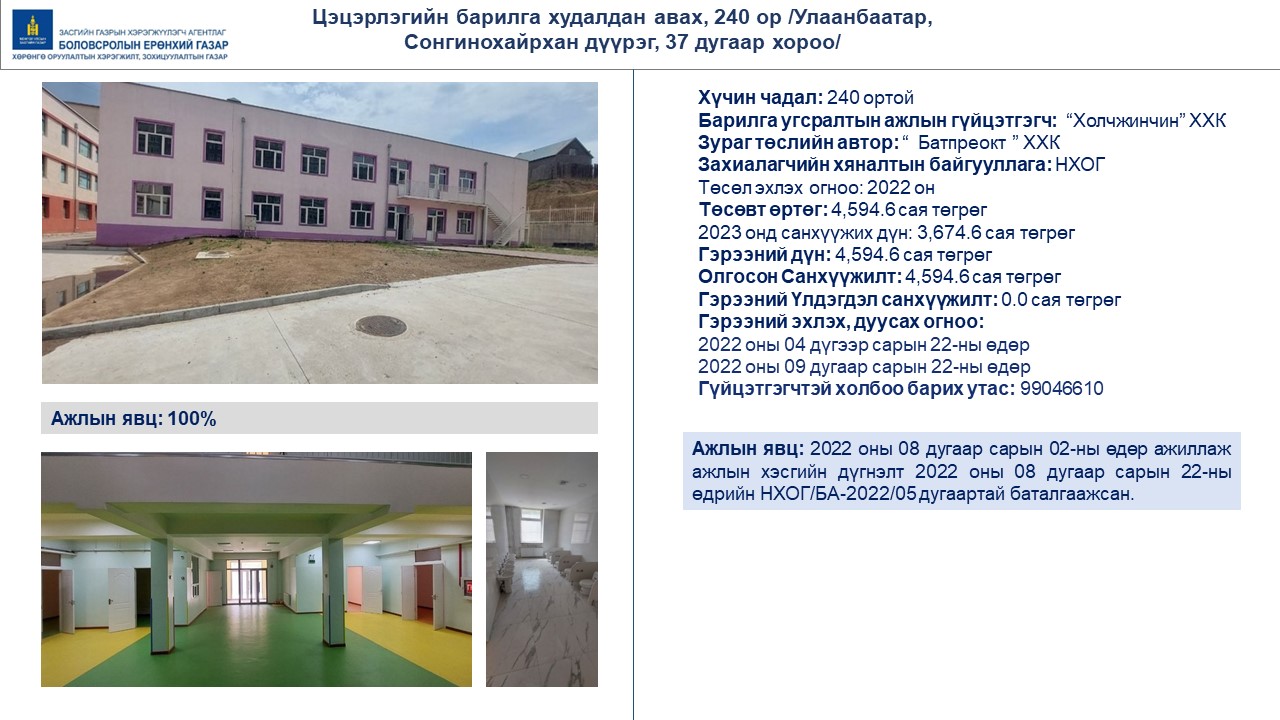 ЗАСГИЙН ГАЗРЫН ХЭРЭГЖҮҮЛЭГЧ АГЕНТЛАГ
БОЛОВСРОЛЫН ЕРӨНХИЙ ГАЗАР
ХӨРӨНГӨ ОРУУЛАЛТЫН ХЭРЭГЖИЛТ, ЗОХИЦУУЛАЛТЫН ГАЗАР
Цэцэрлэгийн барилга худалдан авах, 240 ор /Улаанбаатар,
Сонгинохайрхан дүүрэг, 37 дугаар хороо/
Ажлын явц: 100%
Хүчин чадал: 240 ортой
Барилга угсралтын ажлын гүйцэтгэгч: “Холчжинчин” ХХК
Зураг төслийн автор: “ Батпреокт ” ХХК
Захиалагчийн хяналтын байгууллага: НХОГ
Төсөл эхлэх огноо: 2022 он
Төсөвт өртөг: 4,594.6 сая төгрөг
2023 онд санхүүжих дүн: 3,674.6 сая төгрөг
Гэрээний дүн: 4,594.6 сая төгрөг
Олгосон Санхүүжилт: 4,594.6 сая төгрөг
Гэрээний Үлдэгдэл санхүүжилт: 0.0 сая төгрөг
Гэрээний эхлэх, дуусах огноо:
2022 оны 04 дүгээр сарын 22-ны өдөр
2022 оны 09 дугаар сарын 22-ны өдөр
Гүйцэтгэгчтэй холбоо барих утас: 99046610
Ажлын явц: 2022 оны 08 дугаар сарын 02-ны өдөр ажиллаж
ажлын хэсгийн дүгнэлт 2022 оны 08 дугаар сарын 22-ны
өдрийн НХОГ/БА-2022/05 дугаартай баталгаажсан.